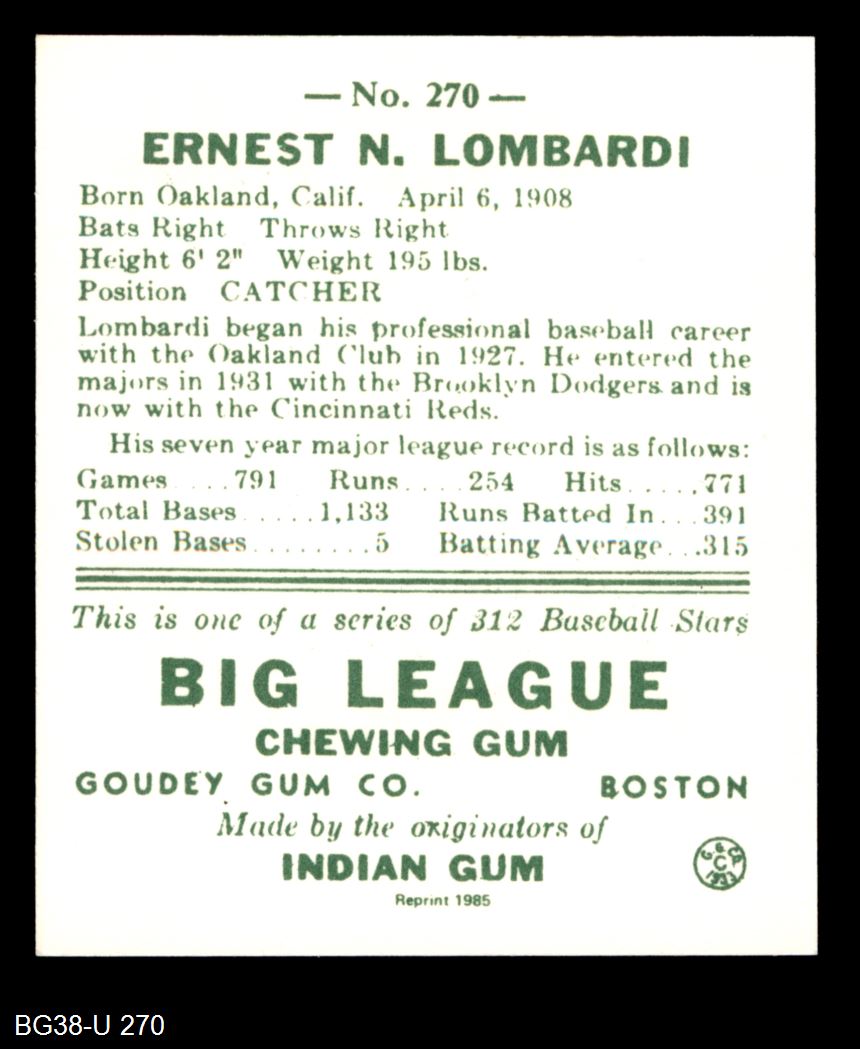 — No. 270 —
ERNEST N. LOMBARDI
Born Oakland, Calif. April 6, 1908
Bats Right Throws Right
Height 6' 2" Weight 195 lbs.
Position CATCHER
Lombardi began his professional baseball career
with the Oakland Club in 1927. He entered the
majors in 1931 with the Brooklyn Dodgers and is
now with the Cincinnati Reds.
His seven year major league record is as follows:
Games ....791 Runs....254 Hits.....771
Total Bases .....1,133 Runs Batted In...391
Stolen Bases........5 Batting Average...315
This is one of a series of 312 Baseball Stars
BIG LEAGUE
CHEWING GUM
GOUDEY GUM CO. BOSTON
Made by the originators of
INDIAN GUM
G. G. CO.
C
1933
Reprint 1985
BG38-U 270